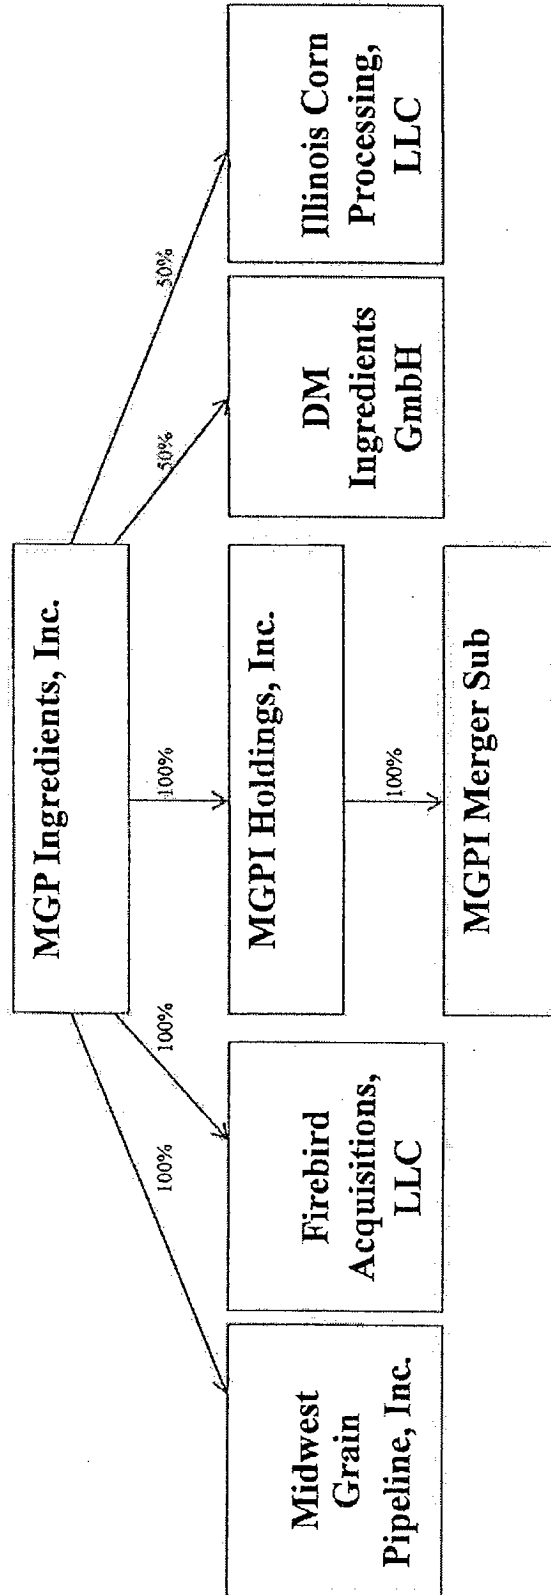 MGP Ingredients, Inc.
100%
100%
100%
50%
50%
Midwest
Grain
Pipeline, Inc.
Firebird
Acquisitions,
LLC
MGPI Holdings, Inc.
DM
Ingredients
GmbH
Illinois Corn
Processing,
LLC
100%
MGPI Merger Sub